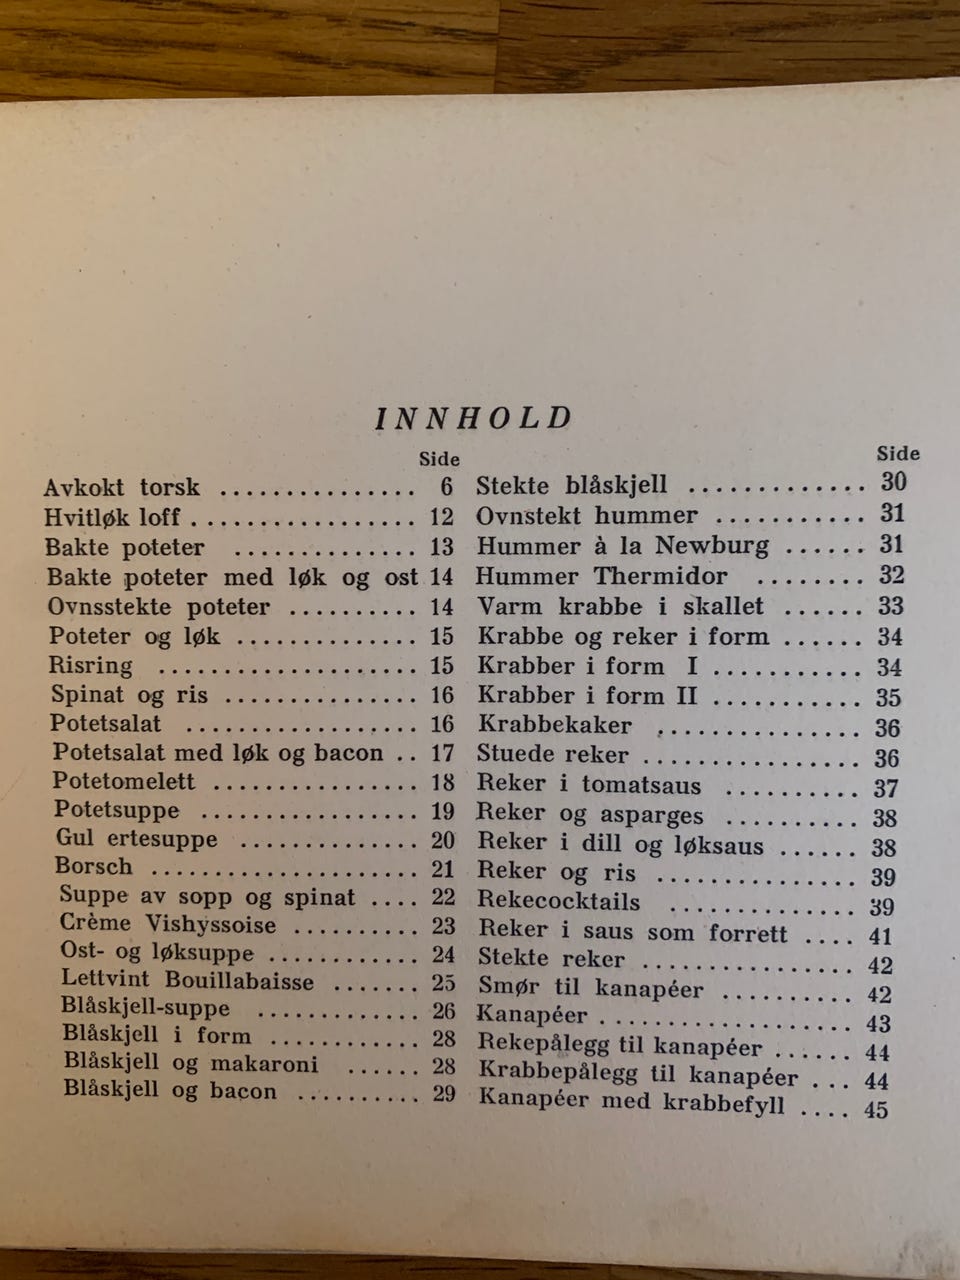 INNHOLD
Side
Avkokt torsk ............... 6
Hvitløk loff ................. 12
Bakte poteter .............. 13
Bakte poteter med løk og ost 14
Ovnsstekte poteter .......... 14
Poteter og løk .............. 15
Risring .................... 15
Spinat og ris ............... 16
Potetsalat .................. 16
Potetsalat med løk og bacon .. 17
Potetomelett ................ 18
Potetsuppe ................. 19
Gul ertesuppe .............. 20
Borsch ..................... 21
Suppe av sopp og spinat .... 22
Crème Vishyssoise .......... 23
Ost- og løksuppe ............ 24
Lettvint Bouillabaisse ....... 25
Blåskjell-suppe ............. 26
Blåskjell i form ............ 28
Blåskjell og makaroni ...... 28
Blåskjell og bacon .......... 29
Side
Stekte blåskjell ............. 30
Ovnstekt hummer ........... 31
Hummer à la Newburg ...... 31
Hummer Thermidor ........ 32
Varm krabbe i skallet ...... 33
Krabbe og reker i form ...... 34
Krabber i form I ........... 34
Krabber i form II ........... 35
Krabbekaker ............... 36
Stuede reker ................ 36
Reker i tomatsaus .......... 37
Reker og asparges .......... 38
Reker i dill og løksaus ...... 38
Reker og ris ............... 39
Rekecocktails .............. 39
Reker i saus som forrett .... 41
Stekte reker ................ 42
Smør til kanapéer .......... 42
Kanapéer ................... 43
Rekepålegg til kanapéer ...... 44
Krabbepålegg til kanapéer ... 44
Kanapéer med krabbefyll .... 45